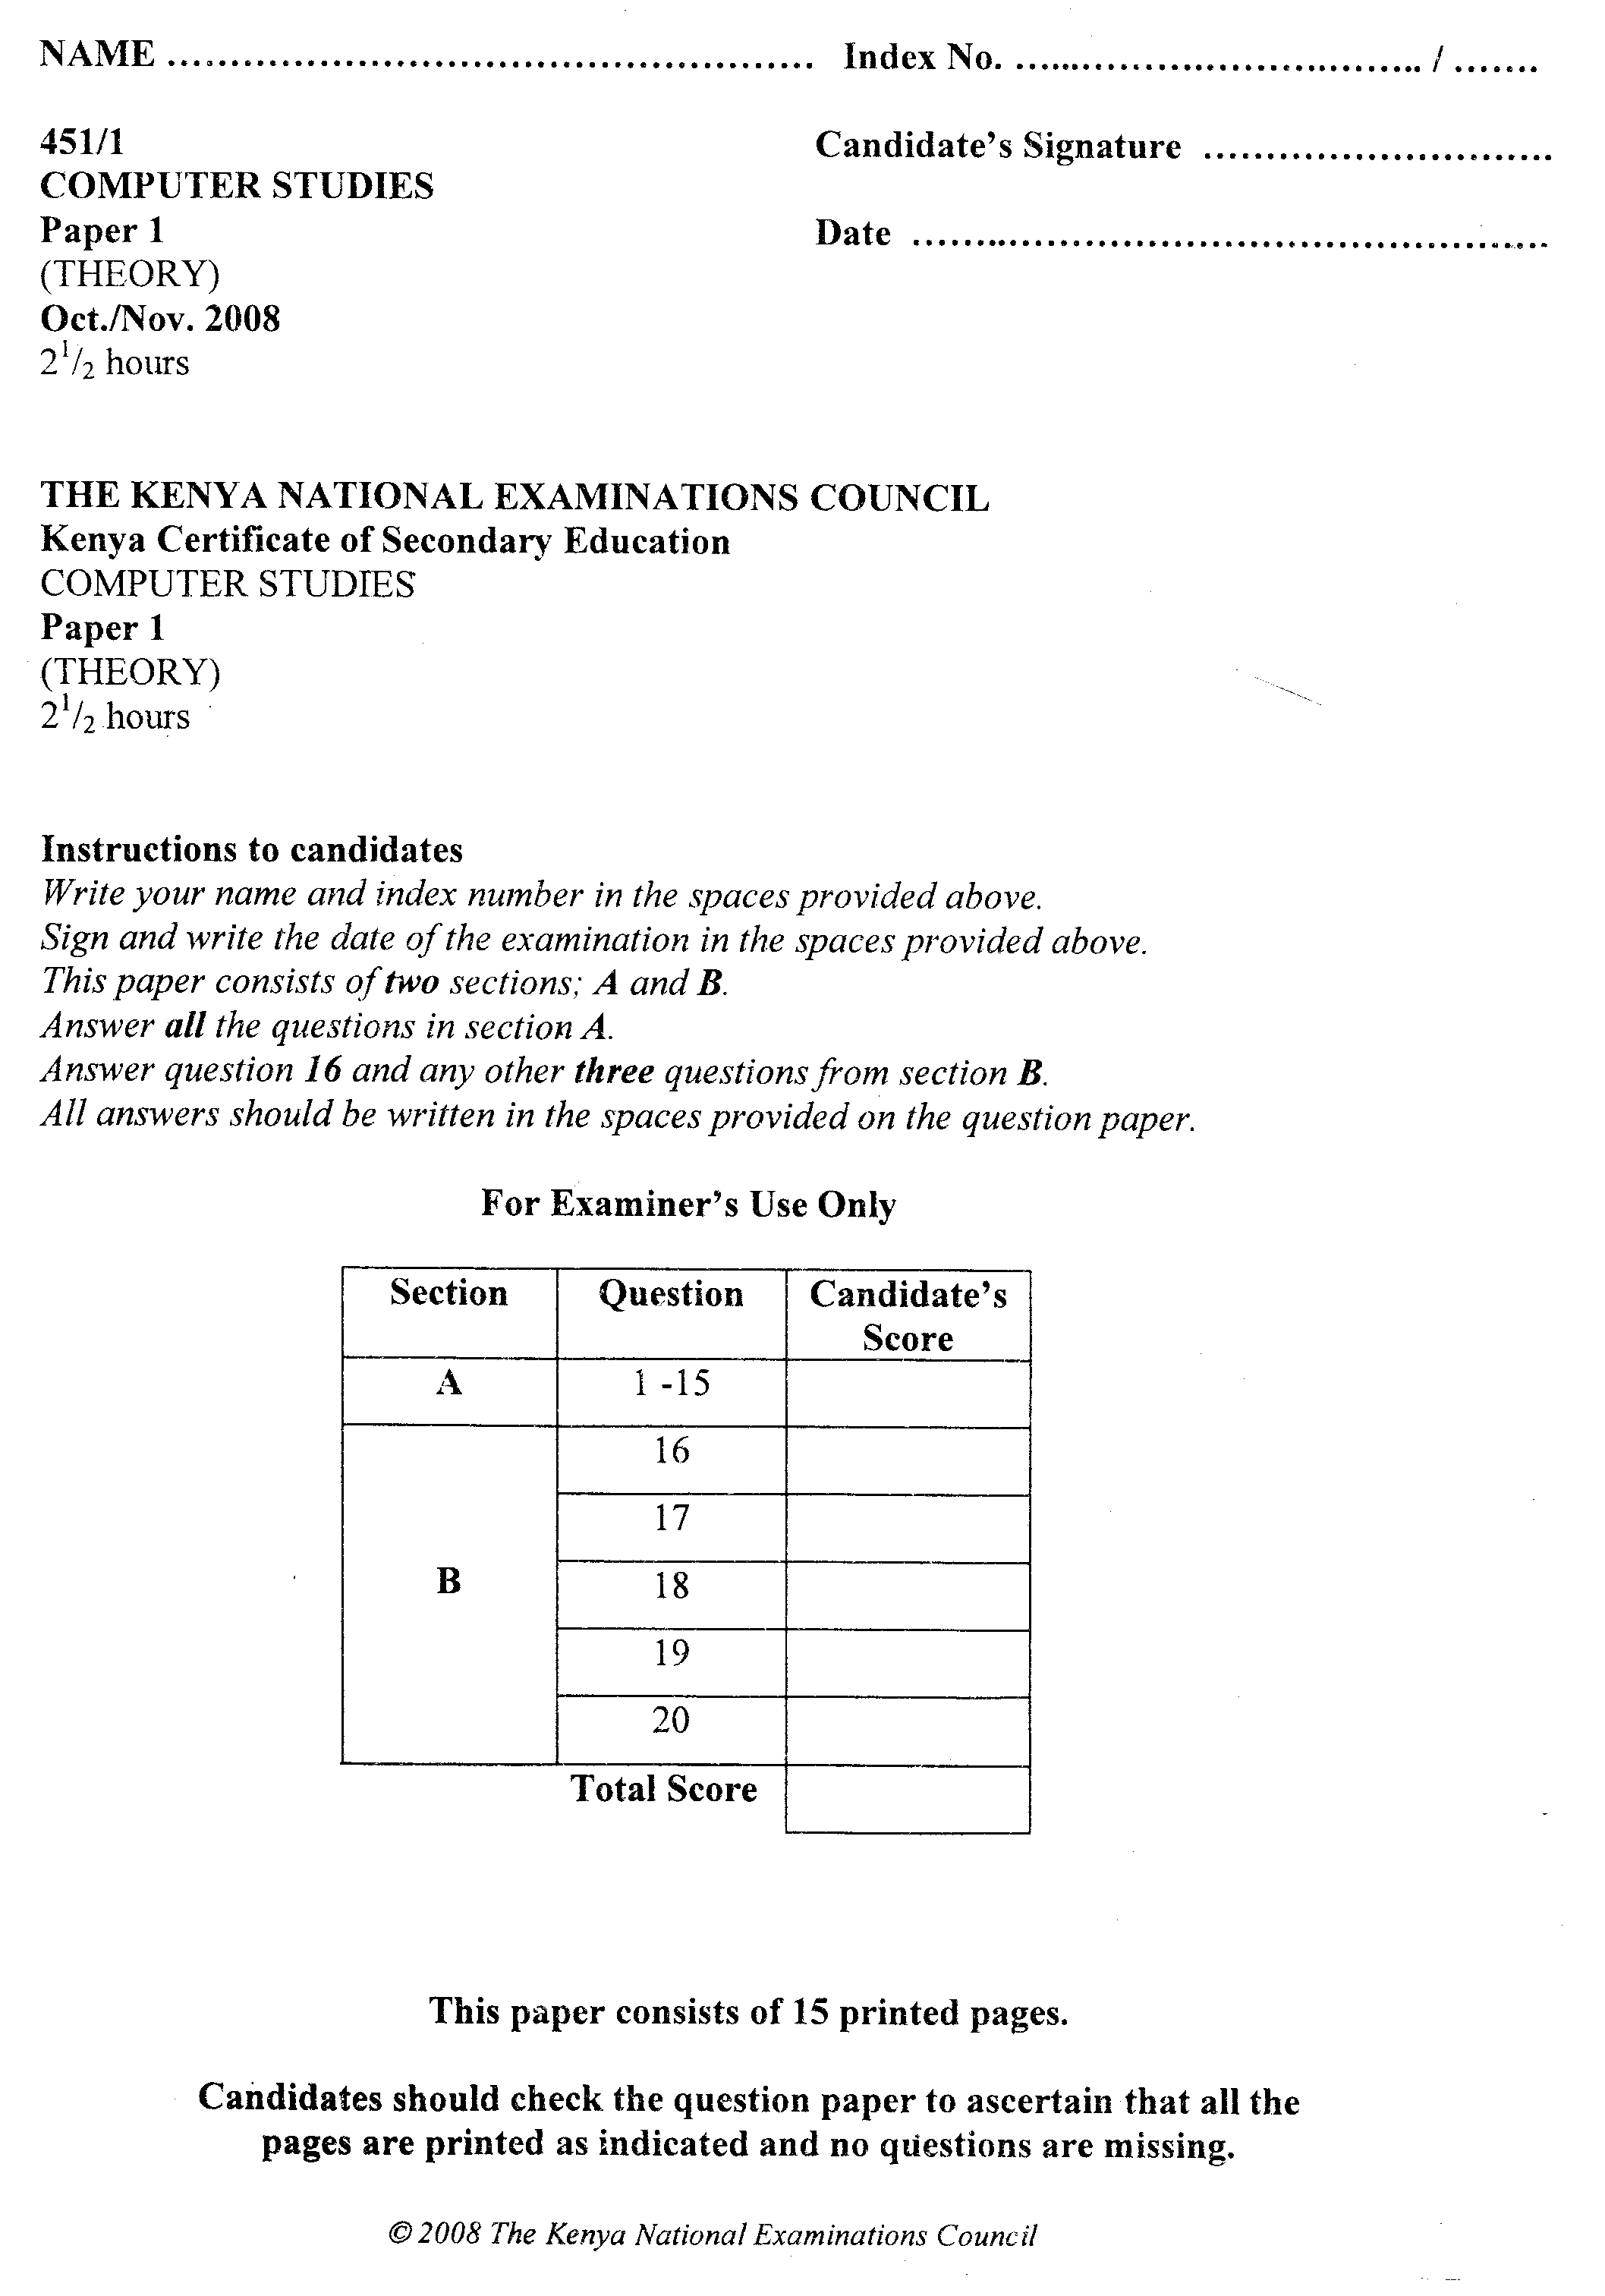 NAME .................................................... Index No. ................................ / .......
451/1 Candidate's Signature ............................
COMPUTER STUDIES
Paper 1 Date ..................................................
(THEORY)
Oct./Nov. 2008
2 1/2 hours
THE KENYA NATIONAL EXAMINATIONS COUNCIL
Kenya Certificate of Secondary Education
COMPUTER STUDIES
Paper 1
(THEORY)
2 1/2 hours
Instructions to candidates
Write your name and index number in the spaces provided above.
Sign and write the date of the examination in the spaces provided above.
This paper consists of two sections; A and B.
Answer all the questions in section A.
Answer question 16 and any other three questions from section B.
All answers should be written in the spaces provided on the question paper.
For Examiner's Use Only
Section Question Candidate's
Score
A 1 -15
16
17
B 18
19
20
Total Score
This paper consists of 15 printed pages.
Candidates should check the question paper to ascertain that all the
pages are printed as indicated and no questions are missing.
© 2008 The Kenya National Examinations Council